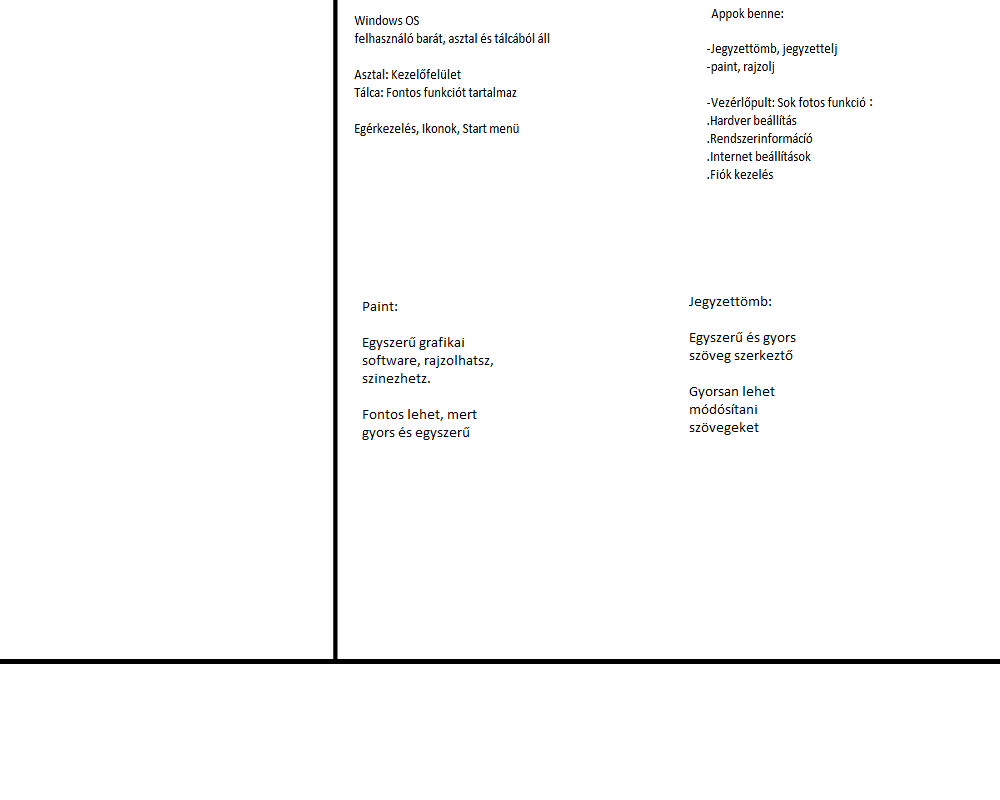 Windows OS
felhasználó barát, asztal és tálcából áll
Asztal: Kezelőfelület
Tálca: Fontos funkciót tartalmaz
Egérkezelés, Ikonok, Start menü
Appok benne:
-Jegyzettömb, jegyzettelj
-paint, rajzolj
-Vezérlőpult: Sok fotos funkció :
.Hardver beállítás
.Rendszerinformácíó
.Internet beállítások
.Fiók kezelés
Paint:
Egyszerű grafikai
software, rajzolhatsz,
szinezhetz.
Fontos lehet, mert
gyors és egyszerű
Jegyzettömb:
Egyszerű és gyors
szöveg szerkeztő
Gyorsan lehet
módósítani
szövegeket